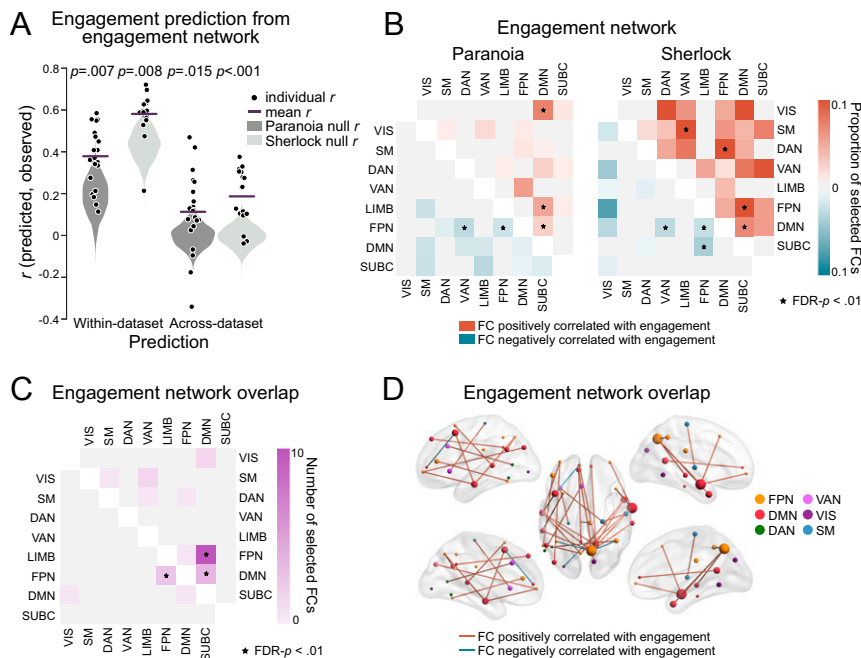 A
Engagement prediction from
engagement network
p=.007 p=.008 p=.015 p<.001
0.8
0.6
0.4
0.2
0
-0.2
-0.4
r (predicted, observed)
individual r
mean r
Paranoia null r
Sherlock null r
Within-dataset Across-dataset
Prediction
B
Engagement network
Paranoia
Sherlock
VIS SM DAN VAN LIMB FPN DMN SUBC
VIS SM DAN VAN LIMB FPN DMN SUBC
VIS
SM
DAN
VAN
LIMB
FPN
DMN
SUBC
VIS
SM
DAN
VAN
LIMB
FPN
DMN
SUBC
VIS SM DAN VAN LIMB FPN DMN SUBC
VIS SM DAN VAN LIMB FPN DMN SUBC
0.1
0
0.1
Proportion of selected FCs
★ FDR-p < .01
FC positively correlated with engagement
FC negatively correlated with engagement
C
Engagement network overlap
VIS SM DAN VAN LIMB FPN DMN SUBC
VIS
SM
DAN
VAN
LIMB
FPN
DMN
SUBC
VIS
SM
DAN
VAN
LIMB
FPN
DMN
SUBC
VIS SM DAN VAN LIMB FPN DMN SUBC
10
0
Number of selected FCs
★ FDR-p < .01
D
Engagement network overlap
FPN VAN
DMN VIS
DAN SM
FC positively correlated with engagement
FC negatively correlated with engagement